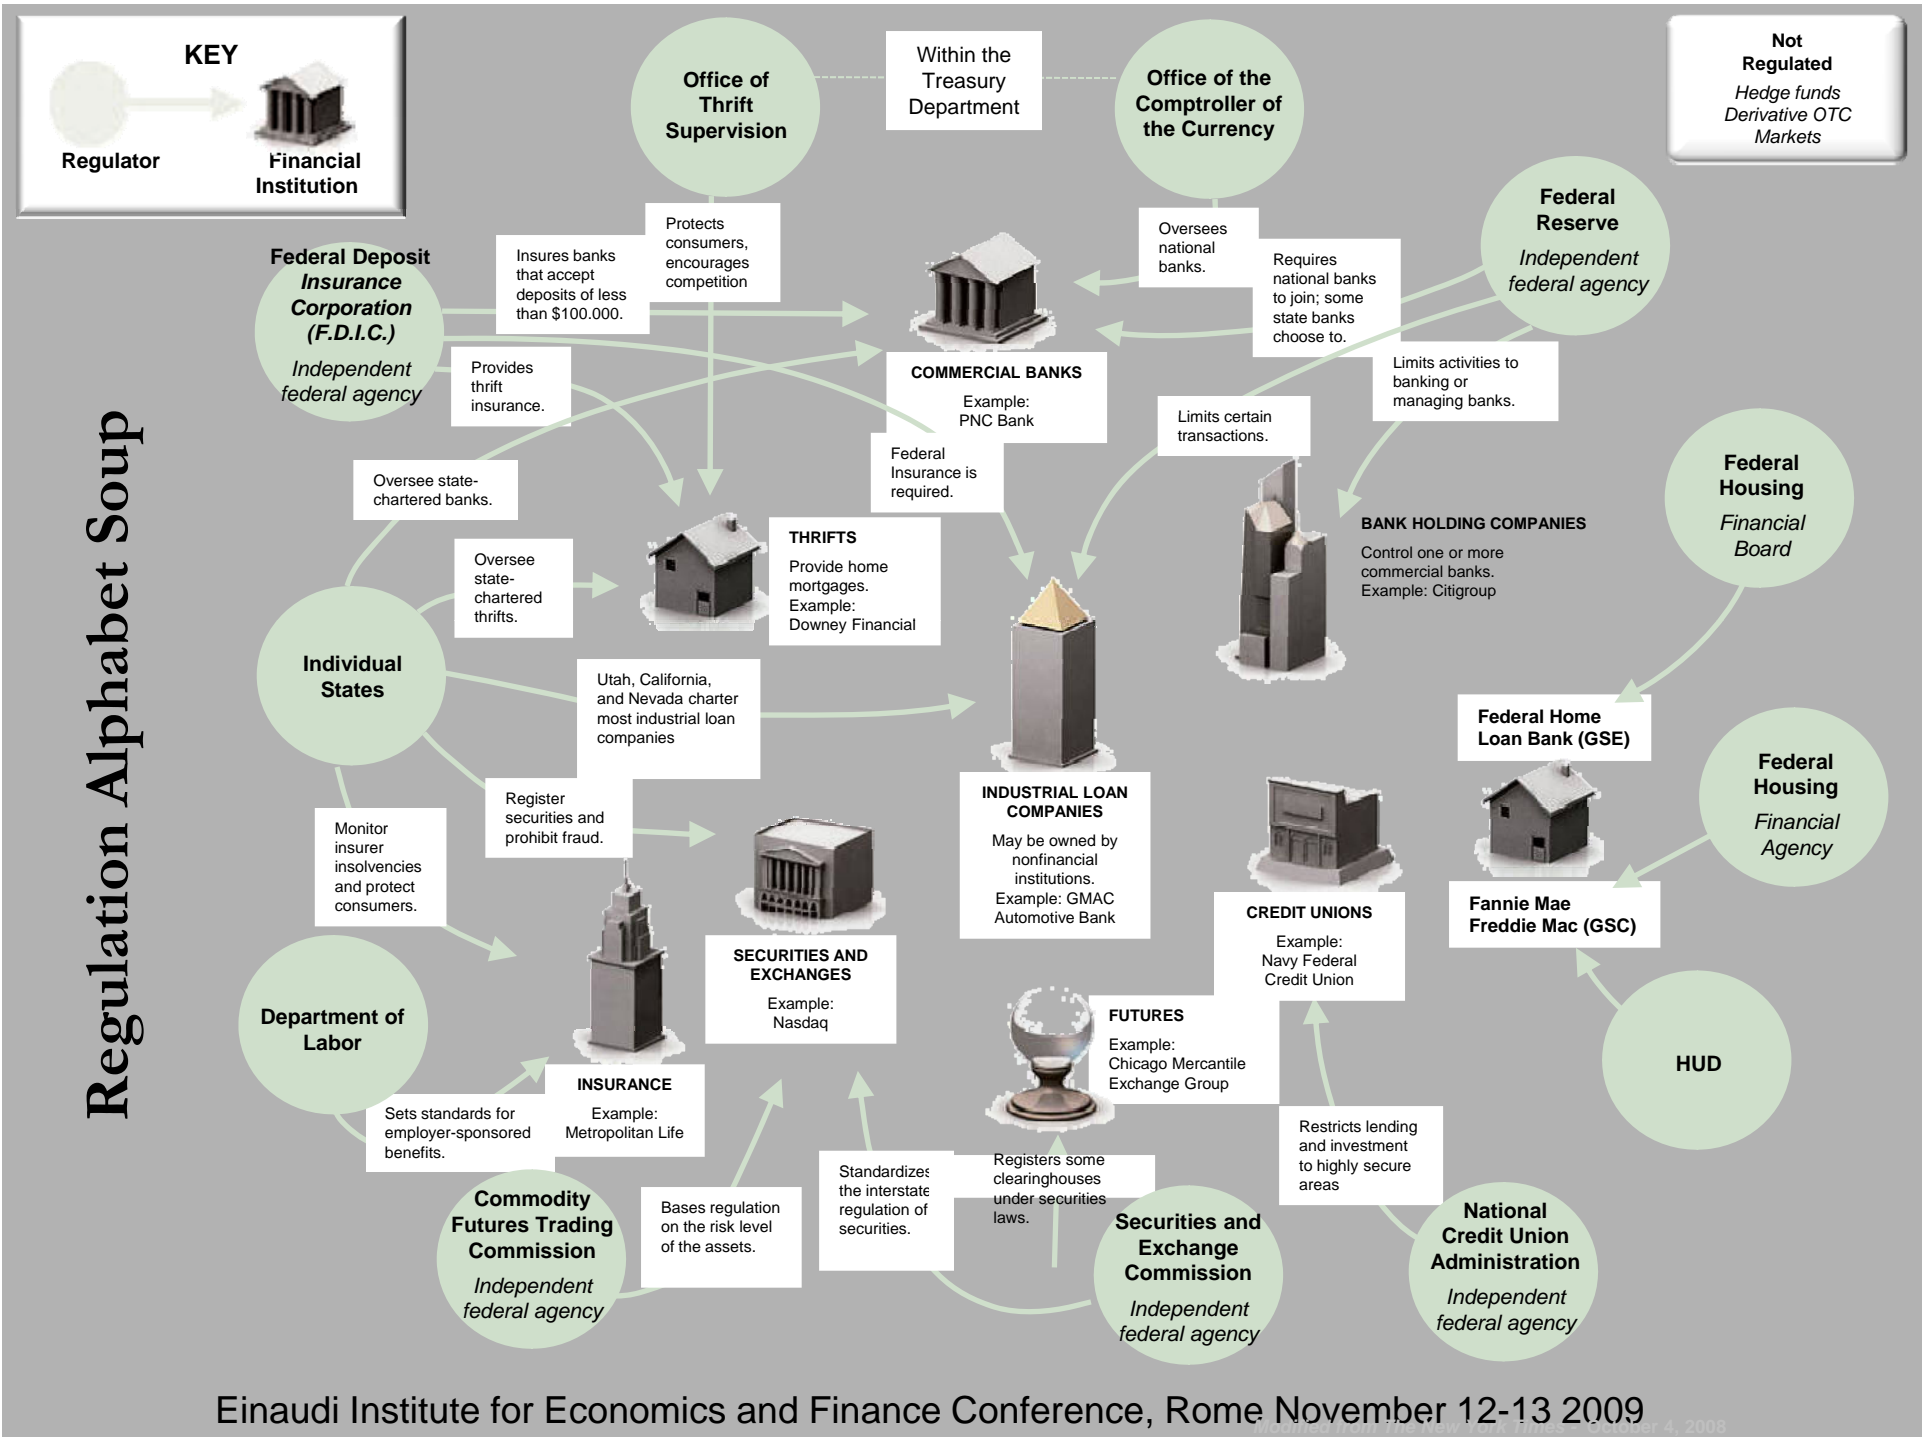 KEY
Regulator
Financial
Institution
Office of
Thrift
Supervision
Within the
Treasury
Department
Office of the
Comptroller of
the Currency
Not
Regulated
Hedge funds
Derivative OTC
Markets
Federal
Reserve
Independent
federal agency
Federal Deposit
Insurance
Corporation
(F.D.I.C.)
Independent
federal agency
Insures banks
that accept
deposits of less
than $100.000.
Protects
consumers,
encourages
competition
Oversees
national
banks.
Requires
national banks
to join; some
state banks
choose to.
Provides
thrift
insurance.
COMMERCIAL BANKS
Example:
PNC Bank
Limits activities to
banking or
managing banks.
Limits certain
transactions.
Federal
Insurance is
required.
Oversee state-
chartered banks.
Federal
Housing
Financial
Board
Regulation Alphabet Soup
THRIFTS
Provide home
mortgages.
Example:
Downey Financial
BANK HOLDING COMPANIES
Control one or more
commercial banks.
Example: Citigroup
Oversee
state-
chartered
thrifts.
Individual
States
Utah, California,
and Nevada charter
most industrial loan
companies
Federal Home
Loan Bank (GSE)
Federal
Housing
Financial
Agency
Register
securities and
prohibit fraud.
Monitor
insurer
insolvencies
and protect
consumers.
INDUSTRIAL LOAN
COMPANIES
May be owned by
nonfinancial
institutions.
Example: GMAC
Automotive Bank
CREDIT UNIONS
Example:
Navy Federal
Credit Union
Fannie Mae
Freddie Mac (GSC)
SECURITIES AND
EXCHANGES
Example:
Nasdaq
Department of
Labor
FUTURES
Example:
Chicago Mercantile
Exchange Group
HUD
INSURANCE
Example:
Metropolitan Life
Sets standards for
employer-sponsored
benefits.
Restricts lending
and investment
to highly secure
areas
Standardizes
the interstate
regulation of
securities.
Registers some
clearinghouses
under securities
laws.
Commodity
Futures Trading
Commission
Independent
federal agency
Bases regulation
on the risk level
of the assets.
Securities and
Exchange
Commission
Independent
federal agency
National
Credit Union
Administration
Independent
federal agency
Einaudi Institute for Economics and Finance Conference, Rome November 12-13 2009
Modified from The New York Times - October 4, 2008